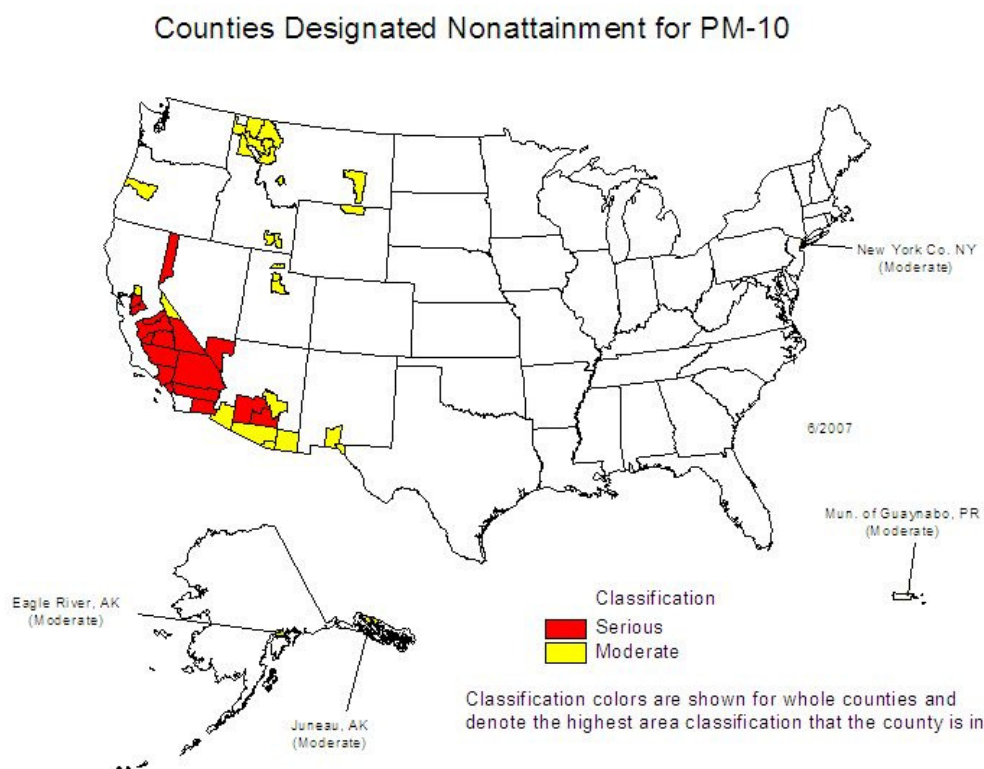 Counties Designated Nonattainment for PM-10
New York Co. NY
(Moderate)
6/2007
Mun. of Guaynabo, PR
(Moderate)
Eagle River, AK
(Moderate)
Juneau, AK
(Moderate)
Classification
Serious
Moderate
Classification colors are shown for whole counties and
denote the highest area classification that the county is in